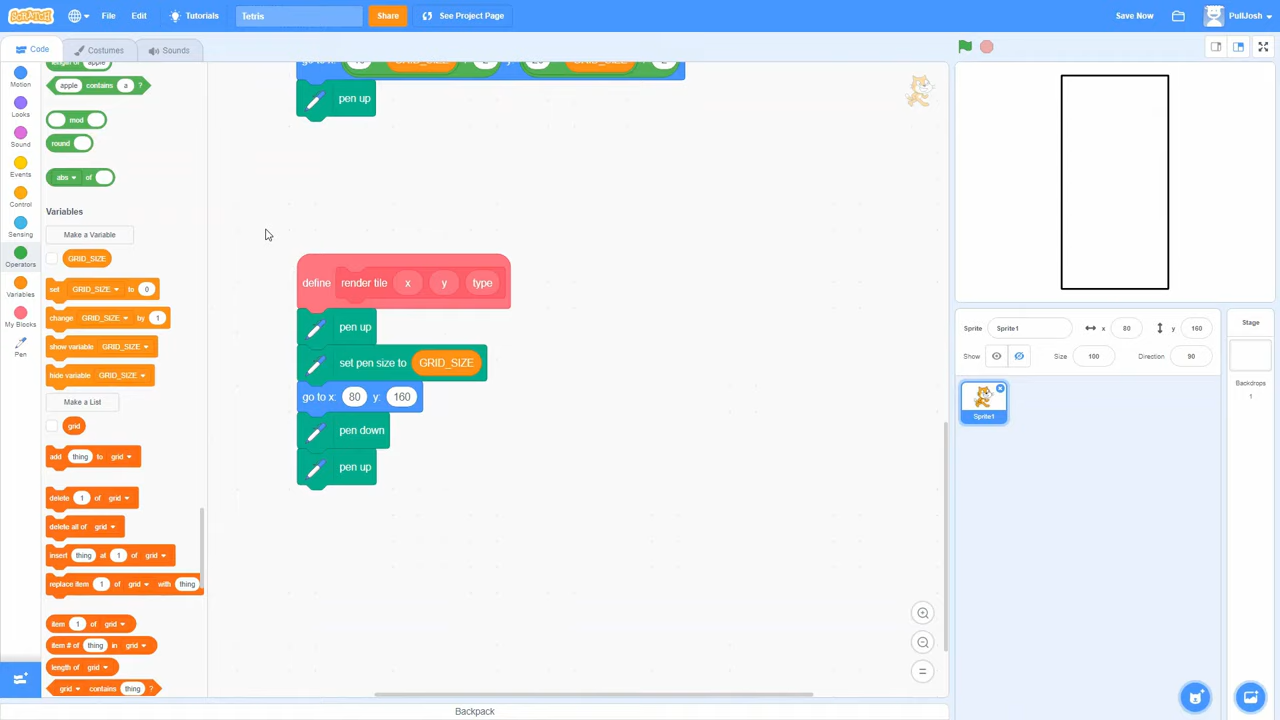 SCRATCH File Edit Tutorials Tetris Share See Project Page Save Now PullJosh
Code Costumes Sounds
Motion
Looks
Sound
Events
Control
Sensing
Operators
Variables
My Blocks
Pen
length of apple
apple contains a ?
mod
round
abs of
Variables
Make a Variable
GRID_SIZE
set GRID_SIZE to 0
change GRID_SIZE by 1
show variable GRID_SIZE
hide variable GRID_SIZE
Make a List
grid
add thing to grid
delete 1 of grid
delete all of grid
insert thing at 1 of grid
replace item 1 of grid with thing
item 1 of grid
item # of thing in grid
length of grid
grid contains thing ?
pen up
define render tile x y type
pen up
set pen size to GRID_SIZE
go to x: 80 y: 160
pen down
pen up
Sprite Sprite1 x 80 y 160
Show Size 100 Direction 90
Sprite1
Stage
Backdrops
1
Backpack